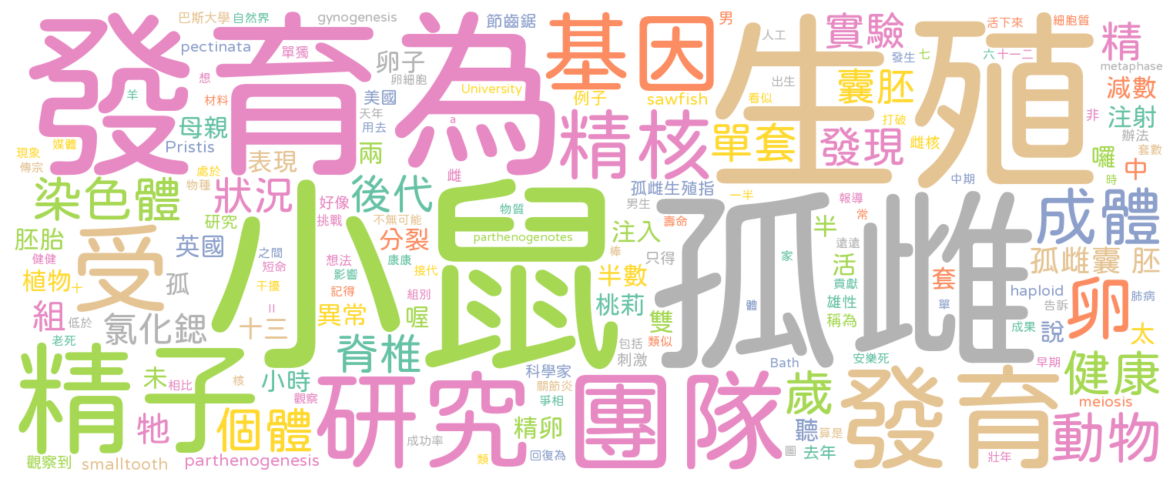 巴斯大學 自然界 gynogenesis 節齒鋸 男 人工 活下來 細胞質
發育為 基因 生殖 實驗 精
pectinata 單獨 卵子 卵細胞 發生 七 六 十一二 metaphase
想 美國 University 例子 sawfish 看似 出生 囊胚 減數
羊 材料 天年 a 打破 非 注射
母親 用去 兩 精核 單套 發現 雌核 辦法 套數
媒體 Pristis 表現 囉 中
現象 處於 雌 孤雌生殖指 中期 時
傳宗 物種 好像 物質 男生 一半 報導
染色體 狀況 後代 小鼠 孤雌 成體
研究 挑戰 不無可能 壽命 常
胚胎 受 英國 之間 分裂 parthenogenotes 注入 棒 半 遠遠 孤雌囊 胚
健健 短命 想法 康康 只得 家 活 套
植物 十 孤 干擾 影響 接代 半數 貢獻 haploid 告訴 肺病
組 低於 氯化鍶 II 記得 組別 桃莉 雄性 體 單 卵
老死 十三 異常 喔 雙 稱為 說 成果 太
精子 未 相比 核 脊椎 包括 類似 Bath 安樂死 早期
小時 刺激 科學家 健康
牠 個體 觀察 研究團隊 關節炎 歲 發育 meiosis
爭相 精卵 聽 算是 動物
觀察到 smalltooth parthenogenesis 成功率 類 回復為 圖 去年 壯年